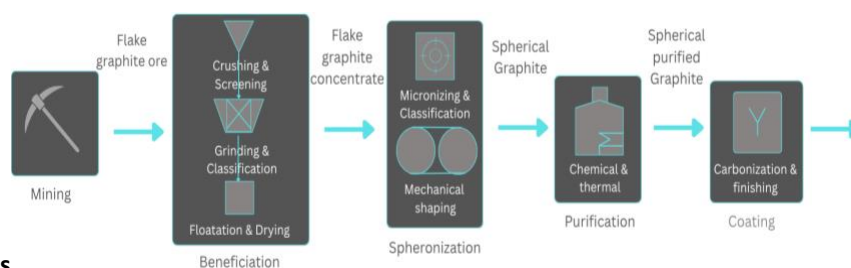 Mining
Flake
graphite ore
Crushing &
Screening
Grinding &
Classification
Floatation & Drying
Beneficiation
Flake
graphite
concentrate
Micronizing &
Classification
Mechanical
shaping
Spheronization
Spherical
Graphite
Chemical &
thermal
Purification
Spherical
purified
Graphite
Carbonization &
finishing
Coating
s